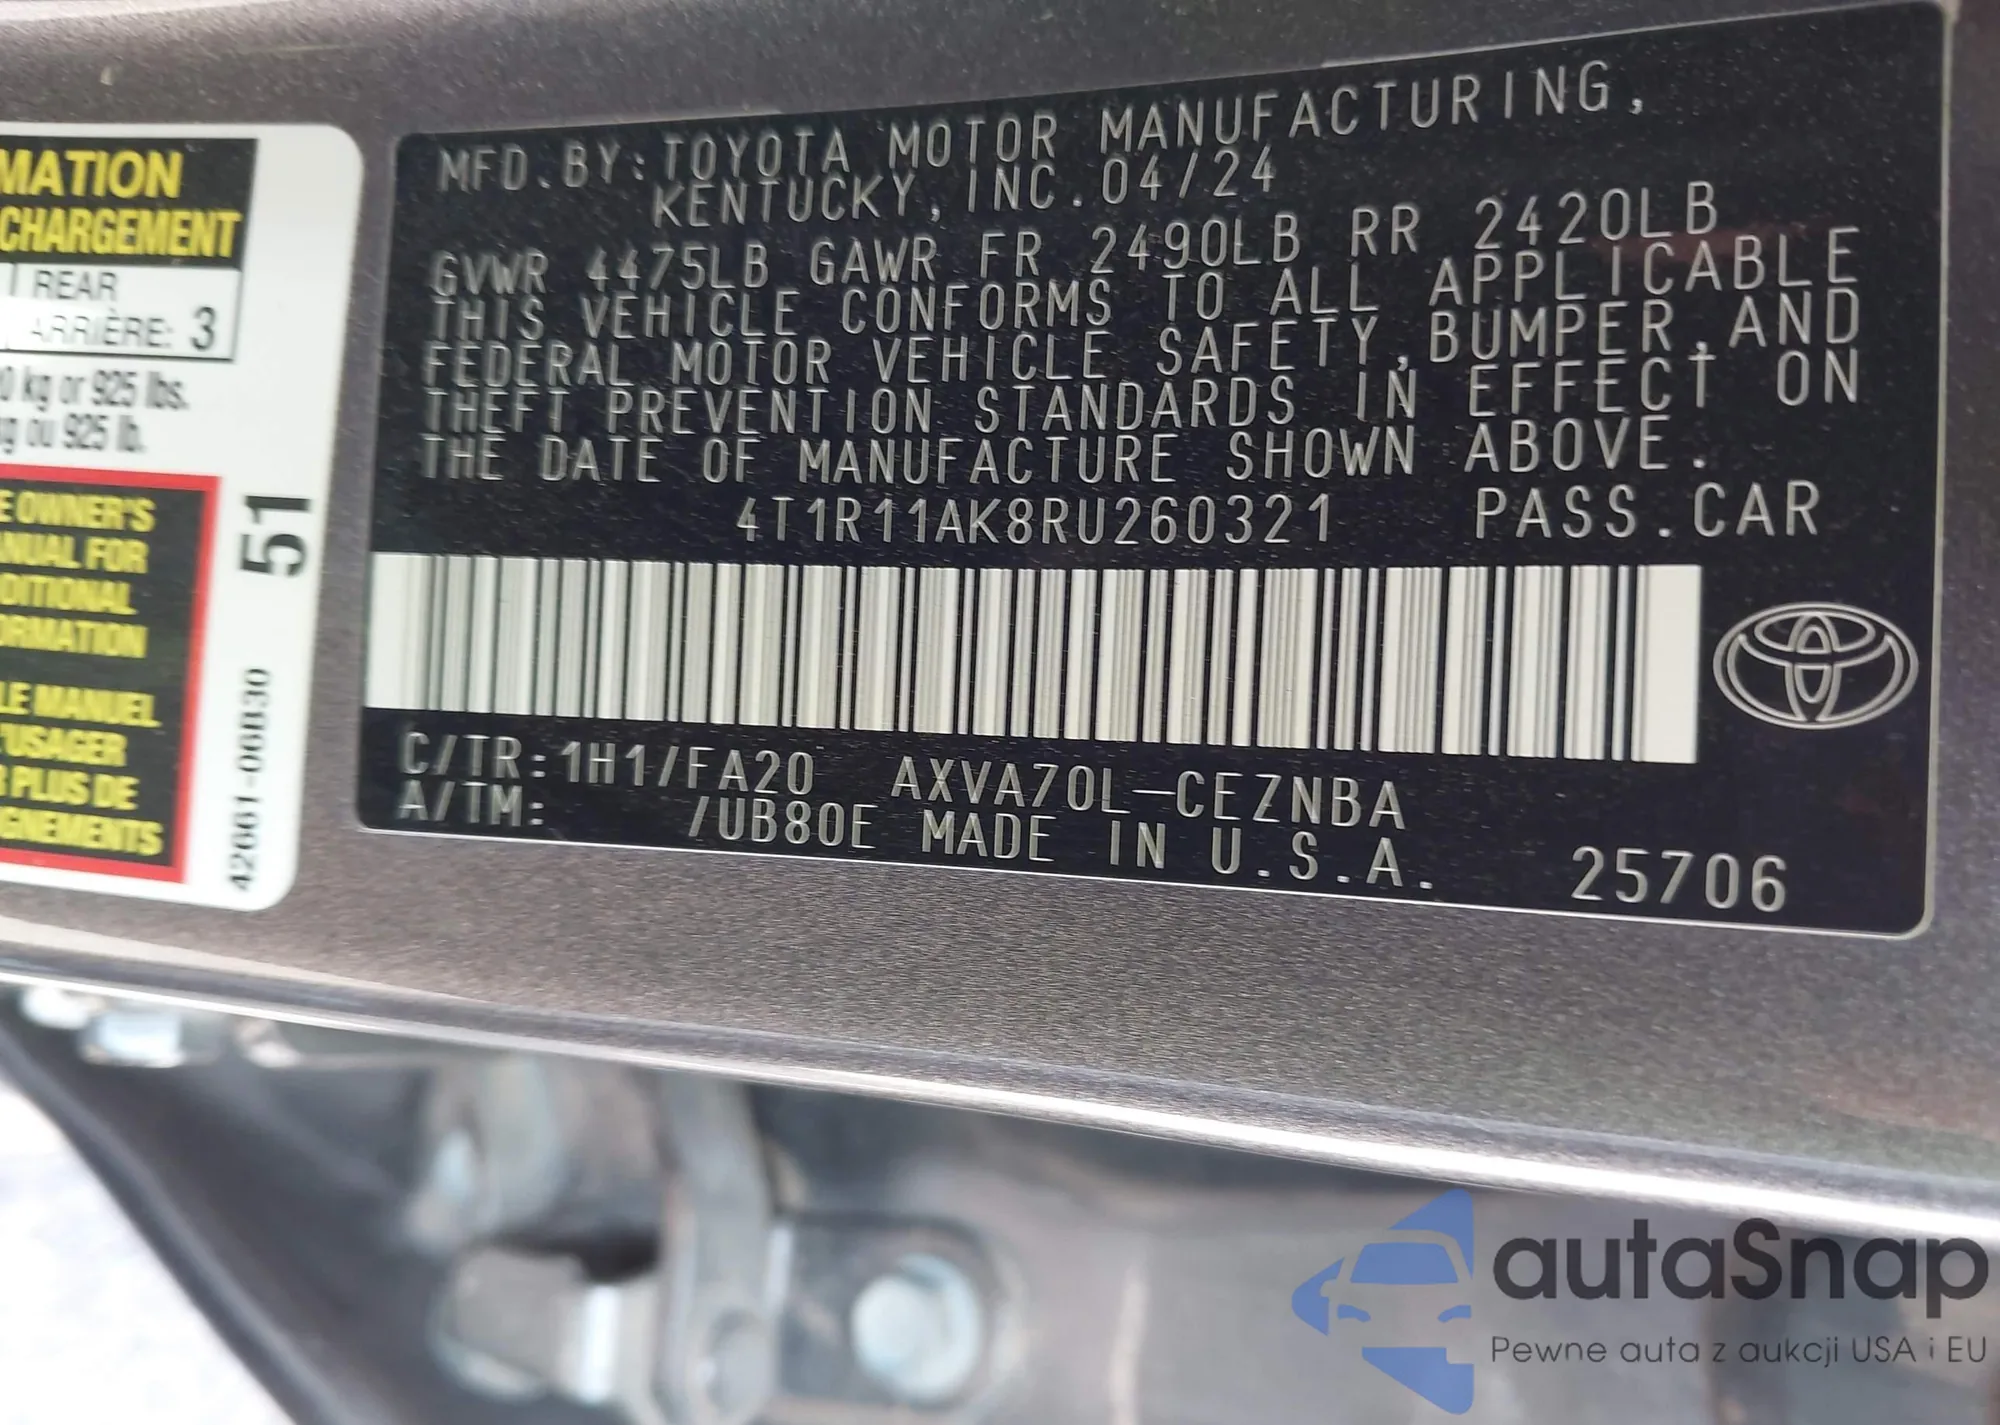 MATION
CHARGEMENT
REAR
ARRIÈRE: 3
0 kg or 925 lbs.
kg ou 925 lb.
E OWNER'S
ANUAL FOR
DITIONAL
ORMATION
LE MANUEL
L'USAGER
PLUS DE
GNEMENTS
51
42661-06B30
MFD.BY:TOYOTA MOTOR MANUFACTURING,
KENTUCKY, INC.04/24
GVWR 4475LB GAWR FR 2490LB RR 2420LB
THIS VEHICLE CONFORMS TO ALL APPLICABLE
FEDERAL MOTOR VEHICLE SAFETY,BUMPER,AND
THEFT PREVENTION STANDARDS IN EFFECT ON
THE DATE OF MANUFACTURE SHOWN ABOVE.
4T1R11AK8RU260321 PASS.CAR
C/TR:1H1/FA20 AXVA70L-CEZNBA
A/TM: /UB80E MADE IN U.S.A. 25706
autaSnap
Pewne auta z aukcji USA i EU